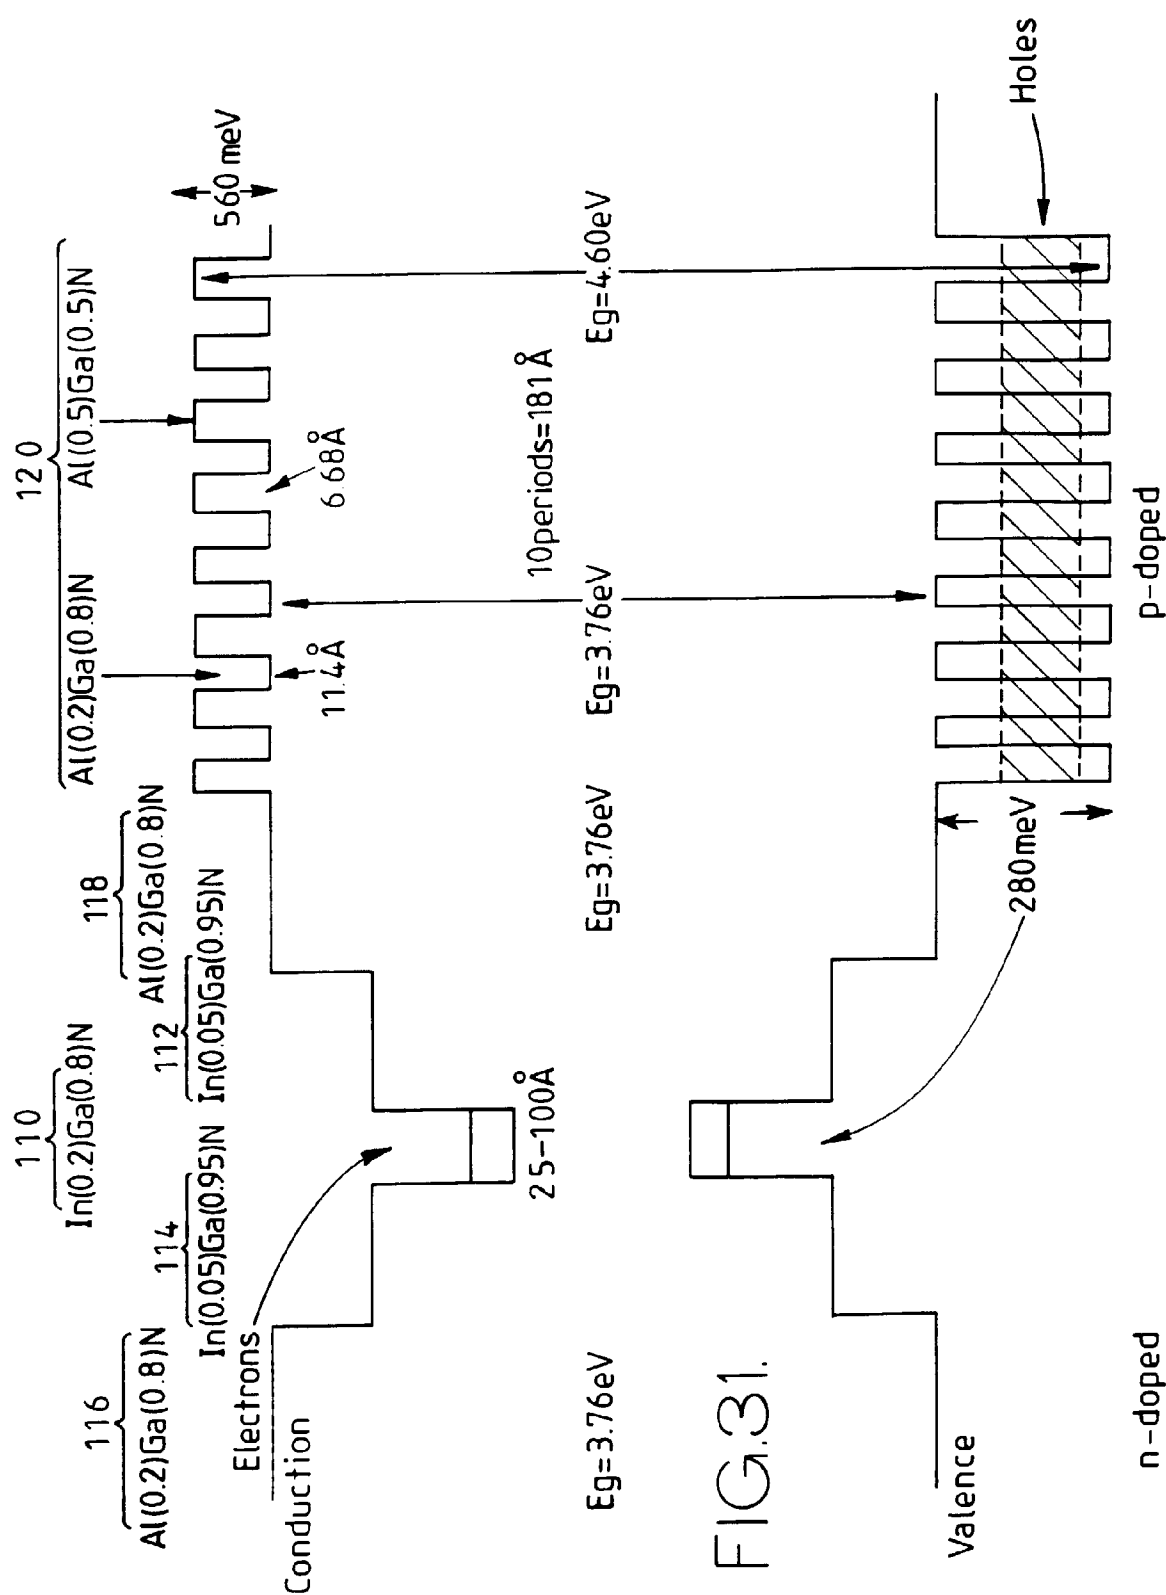 116
Al(0.2)Ga(0.8)N
114
In(0.05)Ga(0.95)N
110
In(0.2)Ga(0.8)N
112
In(0.05)Ga(0.95)N
118
Al(0.2)Ga(0.8)N
120
Al(0.2)Ga(0.8)N
Al(0.5)Ga(0.5)N
560 meV
Electrons
Conduction
11.4Å
6.68Å
25-100Å
10periods=181Å
Eg=3.76eV
Eg=3.76eV
Eg=3.76eV
Eg=4.60eV
FIG.31.
Valence
280meV
Holes
n-doped
p-doped